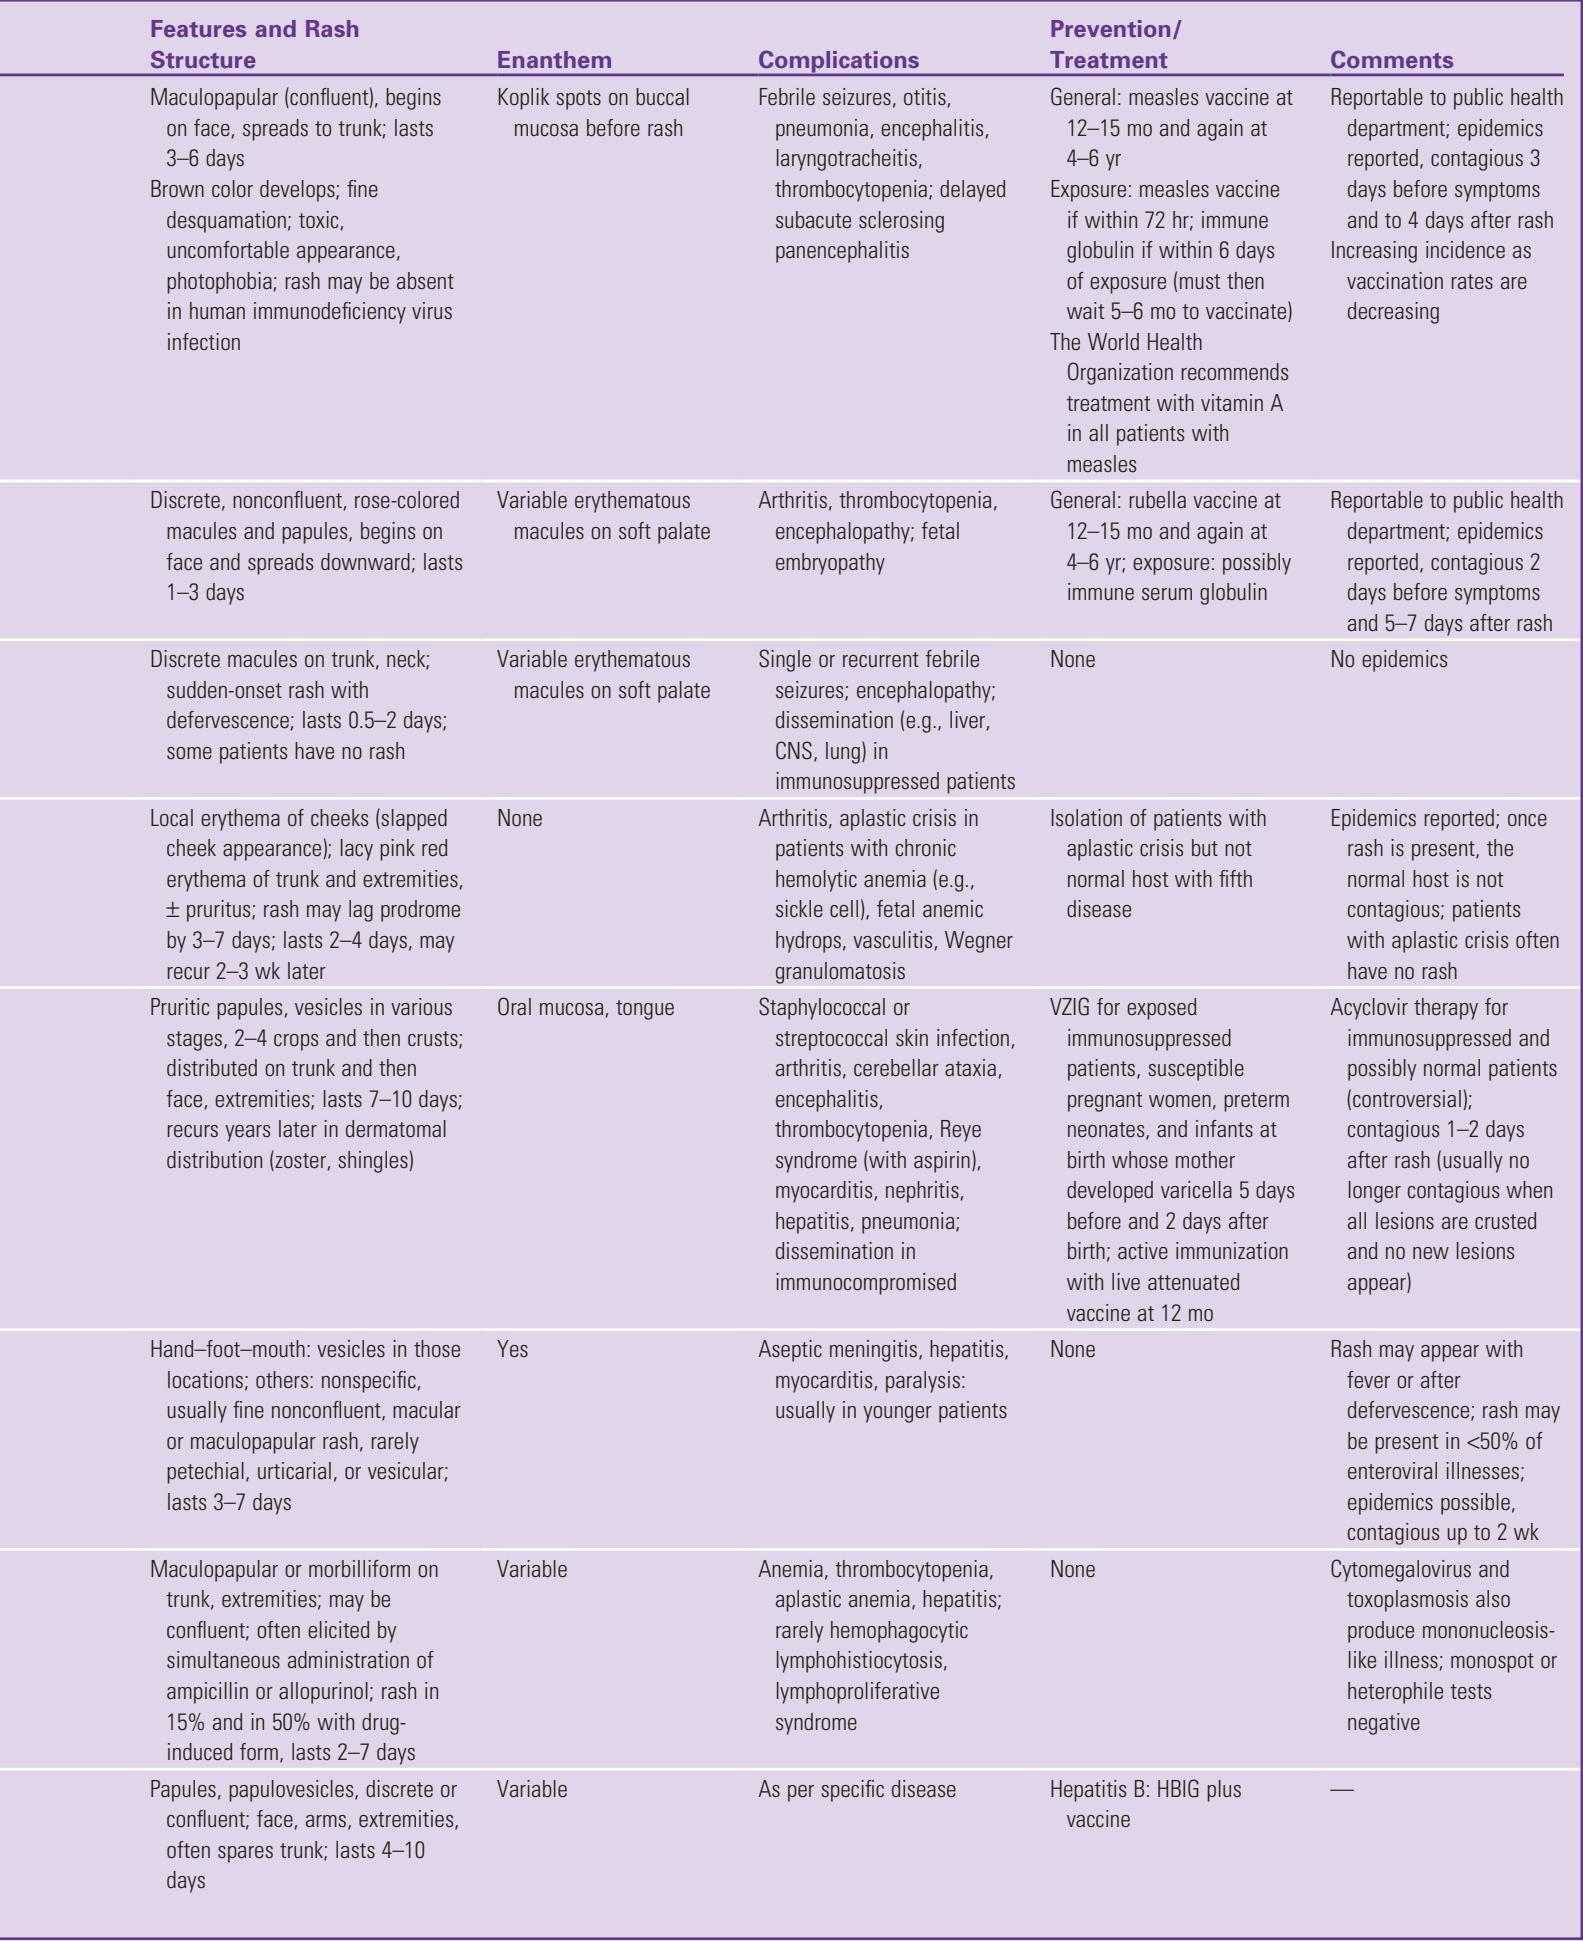 Features and Rash
Structure
Enanthem
Complications
Prevention/
Treatment
Comments
Maculopapular (confluent), begins
on face, spreads to trunk; lasts
3–6 days
Brown color develops; fine
desquamation; toxic,
uncomfortable appearance,
photophobia; rash may be absent
in human immunodeficiency virus
infection
Koplik spots on buccal
mucosa before rash
Febrile seizures, otitis,
pneumonia, encephalitis,
laryngotracheitis,
thrombocytopenia; delayed
subacute sclerosing
panencephalitis
General: measles vaccine at
12–15 mo and again at
4–6 yr
Exposure: measles vaccine
if within 72 hr; immune
globulin if within 6 days
of exposure (must then
wait 5–6 mo to vaccinate)
The World Health
Organization recommends
treatment with vitamin A
in all patients with
measles
Reportable to public health
department; epidemics
reported, contagious 3
days before symptoms
and to 4 days after rash
Increasing incidence as
vaccination rates are
decreasing
Discrete, nonconfluent, rose-colored
macules and papules, begins on
face and spreads downward; lasts
1–3 days
Variable erythematous
macules on soft palate
Arthritis, thrombocytopenia,
encephalopathy; fetal
embryopathy
General: rubella vaccine at
12–15 mo and again at
4–6 yr; exposure: possibly
immune serum globulin
Reportable to public health
department; epidemics
reported, contagious 2
days before symptoms
and 5–7 days after rash
Discrete macules on trunk, neck;
sudden-onset rash with
defervescence; lasts 0.5–2 days;
some patients have no rash
Variable erythematous
macules on soft palate
Single or recurrent febrile
seizures; encephalopathy;
dissemination (e.g., liver,
CNS, lung) in
immunosuppressed patients
None
No epidemics
Local erythema of cheeks (slapped
cheek appearance); lacy pink red
erythema of trunk and extremities,
± pruritus; rash may lag prodrome
by 3–7 days; lasts 2–4 days, may
recur 2–3 wk later
None
Arthritis, aplastic crisis in
patients with chronic
hemolytic anemia (e.g.,
sickle cell), fetal anemic
hydrops, vasculitis, Wegner
granulomatosis
Isolation of patients with
aplastic crisis but not
normal host with fifth
disease
Epidemics reported; once
rash is present, the
normal host is not
contagious; patients
with aplastic crisis often
have no rash
Pruritic papules, vesicles in various
stages, 2–4 crops and then crusts;
distributed on trunk and then
face, extremities; lasts 7–10 days;
recurs years later in dermatomal
distribution (zoster, shingles)
Oral mucosa, tongue
Staphylococcal or
streptococcal skin infection,
arthritis, cerebellar ataxia,
encephalitis,
thrombocytopenia, Reye
syndrome (with aspirin),
myocarditis, nephritis,
hepatitis, pneumonia;
dissemination in
immunocompromised
VZIG for exposed
immunosuppressed
patients, susceptible
pregnant women, preterm
neonates, and infants at
birth whose mother
developed varicella 5 days
before and 2 days after
birth; active immunization
with live attenuated
vaccine at 12 mo
Acyclovir therapy for
immunosuppressed and
possibly normal patients
(controversial);
contagious 1–2 days
after rash (usually no
longer contagious when
all lesions are crusted
and no new lesions
appear)
Hand–foot–mouth: vesicles in those
locations; others: nonspecific,
usually fine nonconfluent, macular
or maculopapular rash, rarely
petechial, urticarial, or vesicular;
lasts 3–7 days
Yes
Aseptic meningitis, hepatitis,
myocarditis, paralysis:
usually in younger patients
None
Rash may appear with
fever or after
defervescence; rash may
be present in <50% of
enteroviral illnesses;
epidemics possible,
contagious up to 2 wk
Maculopapular or morbilliform on
trunk, extremities; may be
confluent; often elicited by
simultaneous administration of
ampicillin or allopurinol; rash in
15% and in 50% with drug-
induced form, lasts 2–7 days
Variable
Anemia, thrombocytopenia,
aplastic anemia, hepatitis;
rarely hemophagocytic
lymphohistiocytosis,
lymphoproliferative
syndrome
None
Cytomegalovirus and
toxoplasmosis also
produce mononucleosis-
like illness; monospot or
heterophile tests
negative
Papules, papulovesicles, discrete or
confluent; face, arms, extremities,
often spares trunk; lasts 4–10
days
Variable
As per specific disease
Hepatitis B: HBIG plus
vaccine
—